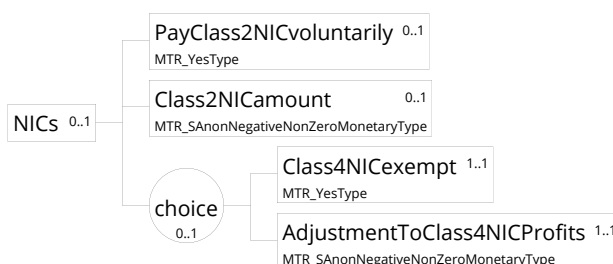 PayClass2NICvoluntarily 0..1
MTR_YesType
Class2NICamount 0..1
MTR_SAnonNegativeNonZeroMonetaryType
NICs 0..1
Class4NICexempt 1..1
MTR_YesType
choice
0..1
AdjustmentToClass4NICProfits 1..1
MTR_SAnonNegativeNonZeroMonetaryType